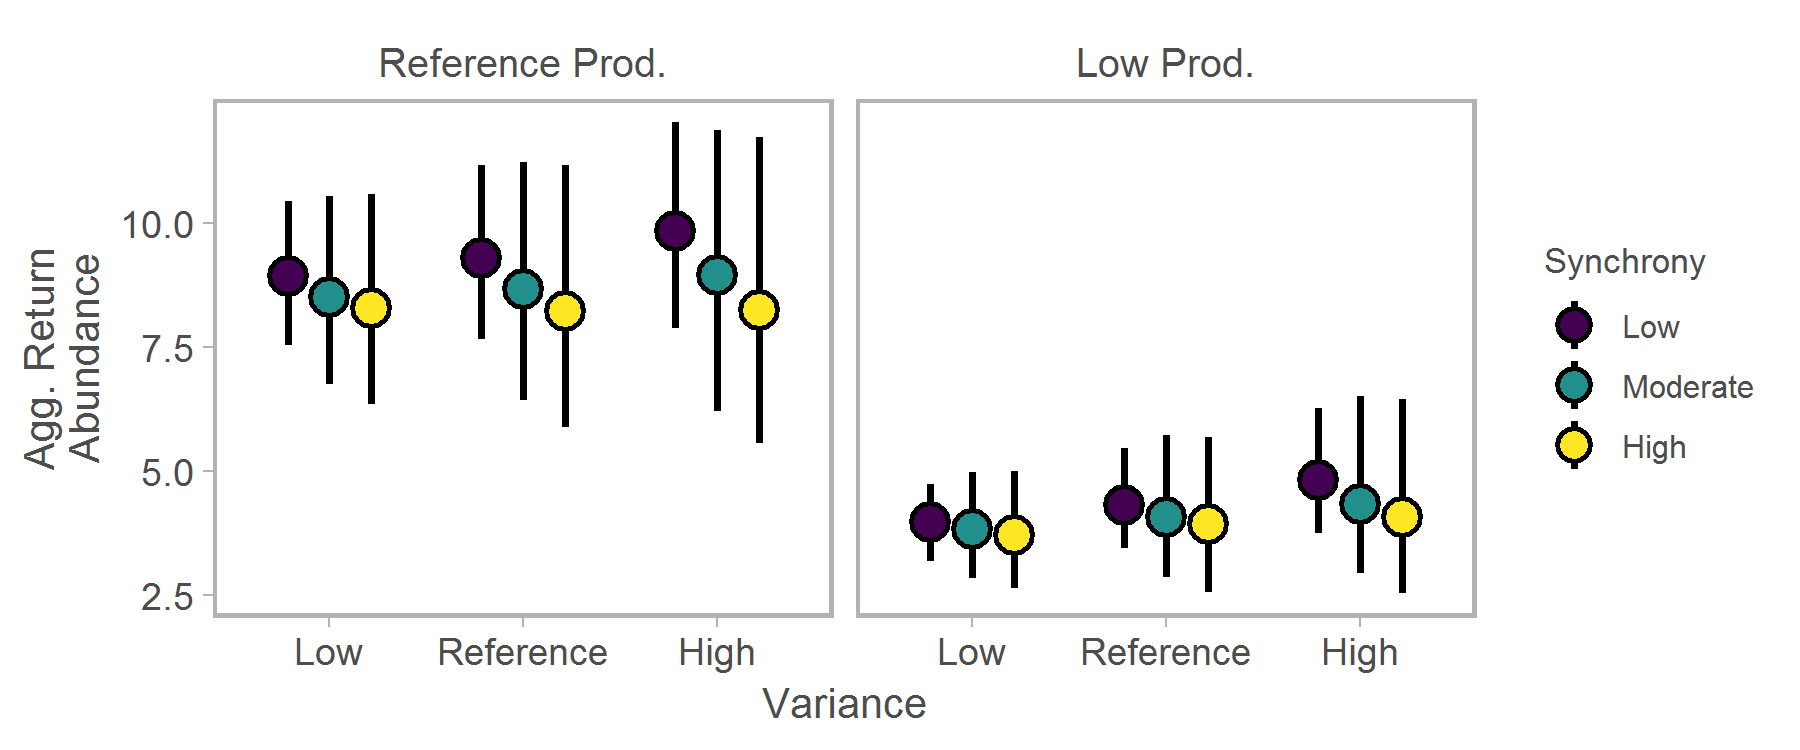 Reference Prod.
Low Prod.
Agg. Return
Abundance
10.0
7.5
5.0
2.5
Low
Reference
High
Low
Reference
High
Variance
Synchrony
Low
Moderate
High